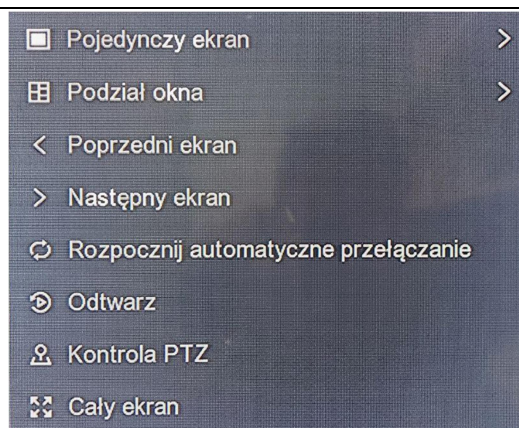 Pojedynczy ekran
Podział okna
Poprzedni ekran
Następny ekran
Rozpocznij automatyczne przełączanie
Odtwarz
Kontrola PTZ
Cały ekran